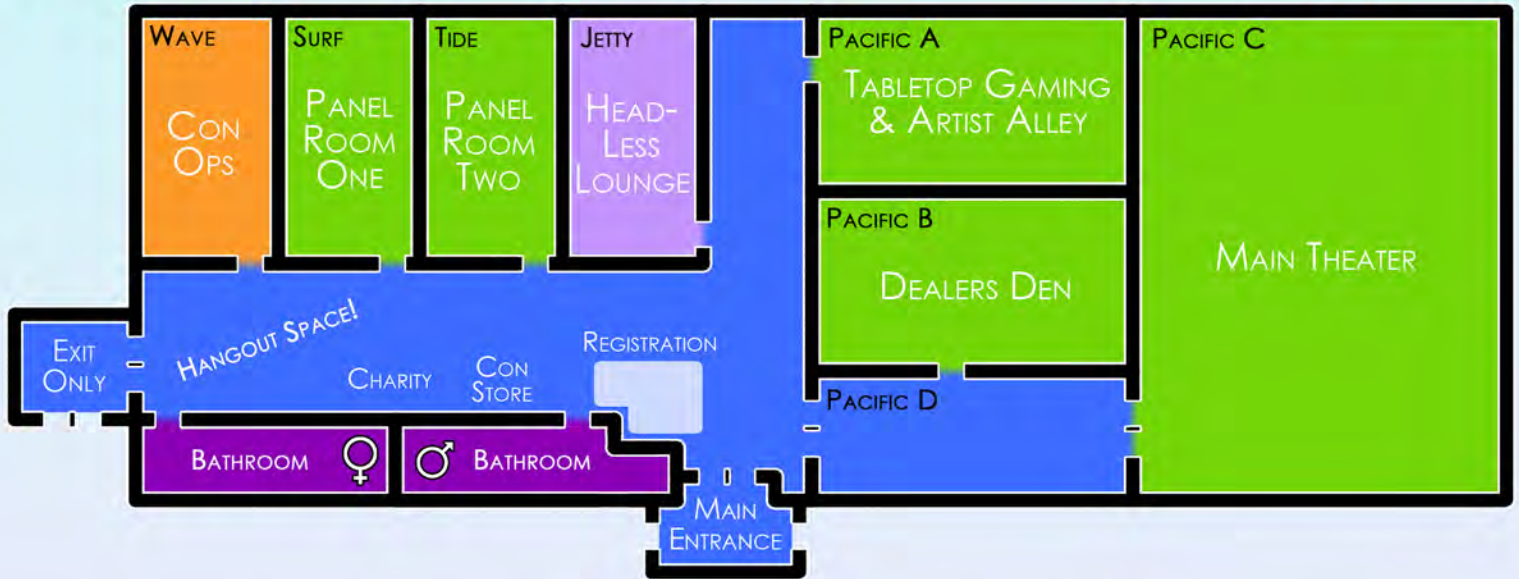 Wave
Con
Ops
Surf
Panel
Room
One
Tide
Panel
Room
Two
Jetty
Head-
Less
Lounge
Pacific A
Tabletop Gaming
& Artist Alley
Pacific B
Dealers Den
Pacific C
Main Theater
Pacific D
Exit
Only
Hangout Space!
Charity
Con
Store
Registration
Bathroom
Bathroom
Main
Entrance